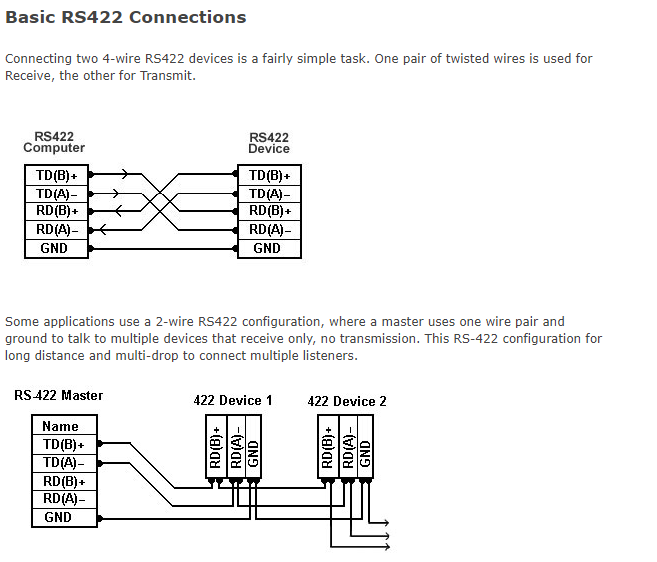 Basic RS422 Connections
Connecting two 4-wire RS422 devices is a fairly simple task. One pair of twisted wires is used for
Receive, the other for Transmit.
RS422
Computer
TD(B)+
TD(A)-
RD(B)+
RD(A)-
GND
RS422
Device
TD(B)+
TD(A)-
RD(B)+
RD(A)-
GND
Some applications use a 2-wire RS422 configuration, where a master uses one wire pair and
ground to talk to multiple devices that receive only, no transmission. This RS-422 configuration for
long distance and multi-drop to connect multiple listeners.
RS-422 Master
Name
TD(B)+
TD(A)-
RD(B)+
RD(A)-
GND
422 Device 1
RD(B)+
RD(A)-
GND
422 Device 2
RD(B)+
RD(A)-
GND